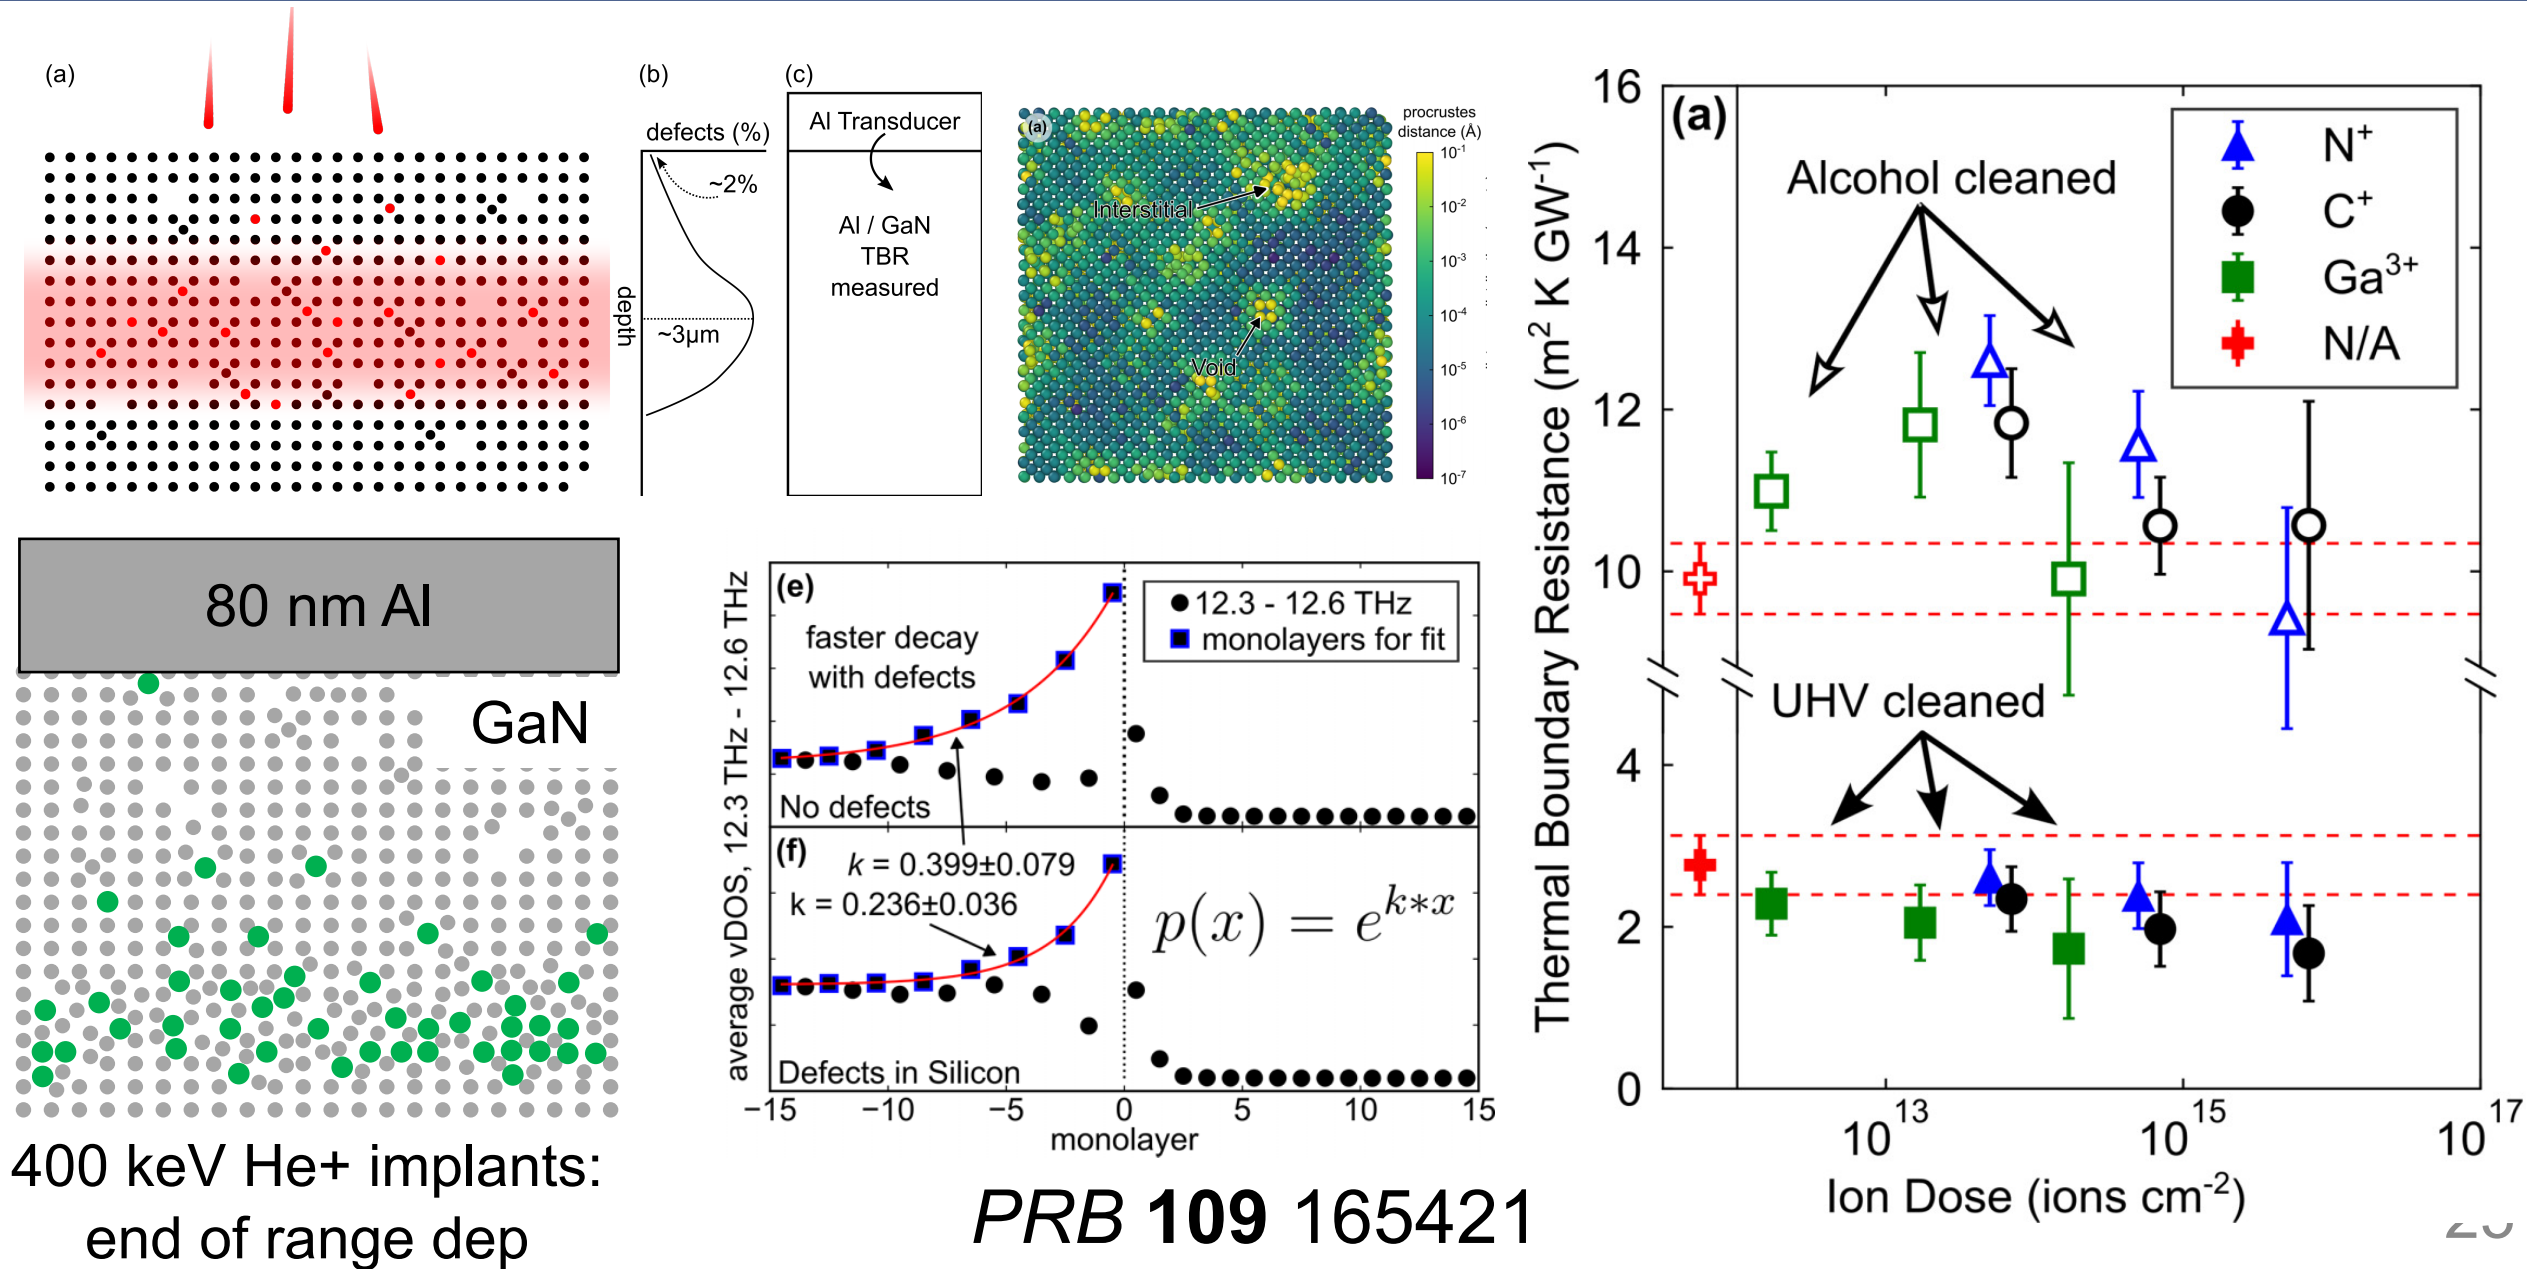 (a)
(b)
defects (%)
~2%
depth
~3μm
(c)
Al Transducer
Al / GaN
TBR
measured
(a)
Interstitial
Void
procrustes
distance (Å)
10⁻¹
10⁻²
10⁻³
10⁻⁴
10⁻⁵
10⁻⁶
10⁻⁷
80 nm Al
GaN
400 keV He+ implants:
end of range dep
average vDOS, 12.3 THz - 12.6 THz
(e)
12.3 - 12.6 THz
monolayers for fit
faster decay
with defects
No defects
(f)
k = 0.399±0.079
k = 0.236±0.036
p(x) = e^{k*x}
Defects in Silicon
−15 −10 −5 0 5 10 15
monolayer
PRB 109 165421
Thermal Boundary Resistance (m² K GW⁻¹)
16
14
12
10
4
2
0
(a)
Alcohol cleaned
N⁺
C⁺
Ga³⁺
N/A
UHV cleaned
10¹³ 10¹⁵ 10¹⁷
Ion Dose (ions cm⁻²)